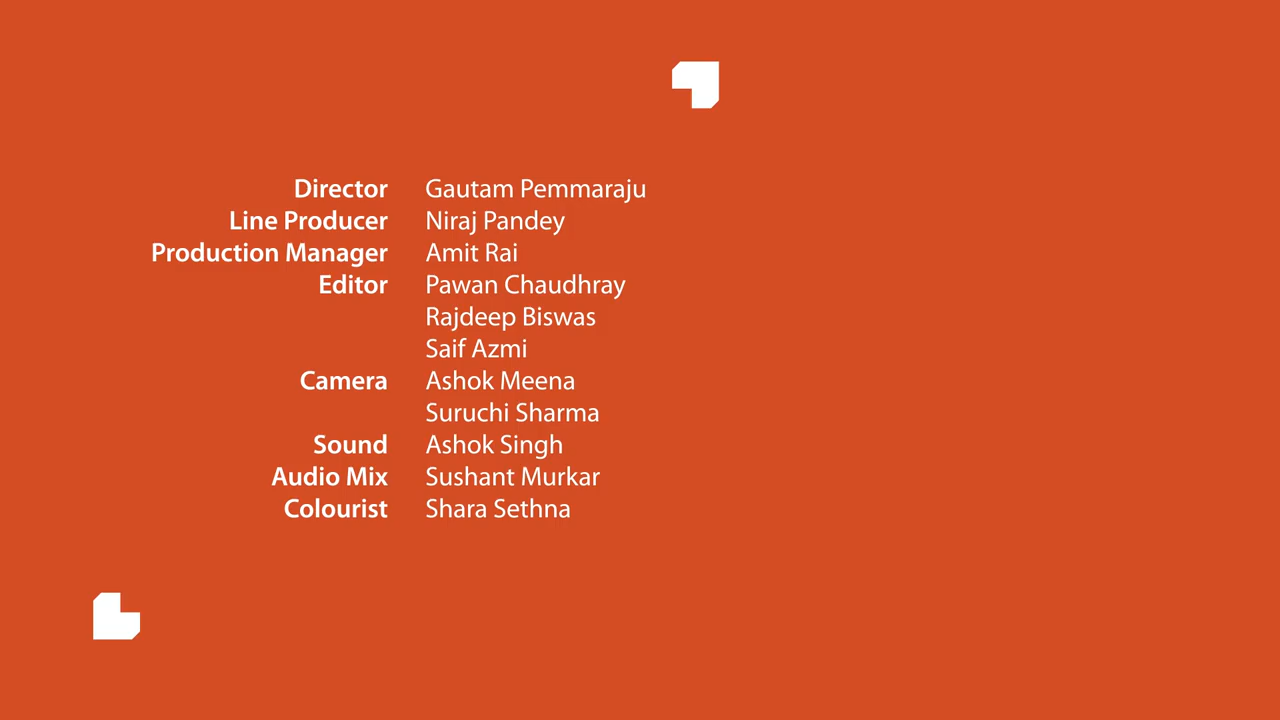 Director Gautam Pemmaraju
Line Producer Niraj Pandey
Production Manager Amit Rai
Editor Pawan Chaudhray
Rajdeep Biswas
Saif Azmi
Camera Ashok Meena
Suruchi Sharma
Sound Ashok Singh
Audio Mix Sushant Murkar
Colourist Shara Sethna